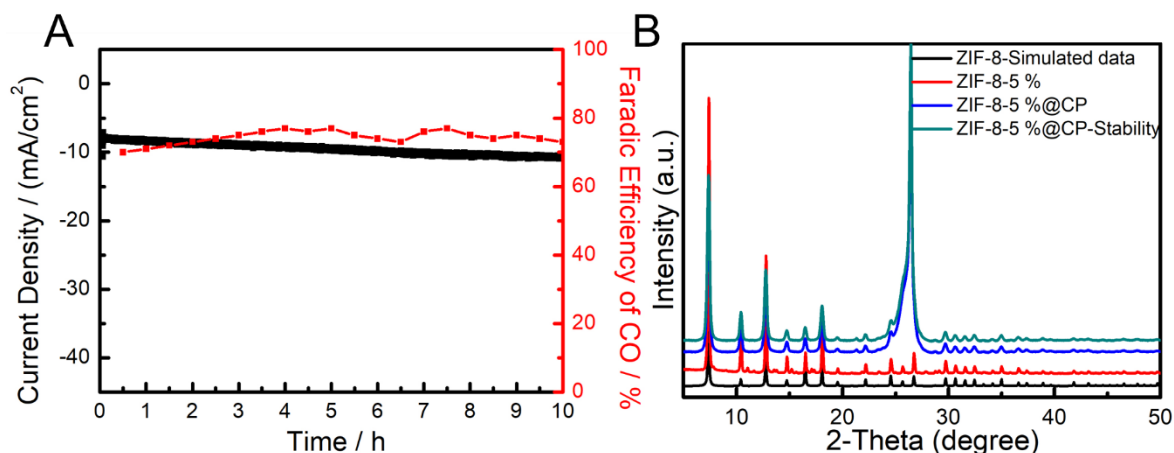 A
Current Density / (mA/cm²)
0
-10
-20
-30
-40
0 1 2 3 4 5 6 7 8 9 10
Time / h
100
80
60
40
20
0
Faradic Efficiency of CO / %
B
Intensity (a.u.)
ZIF-8-Simulated data
ZIF-8-5 %
ZIF-8-5 %@CP
ZIF-8-5 %@CP-Stability
10 20 30 40 50
2-Theta (degree)